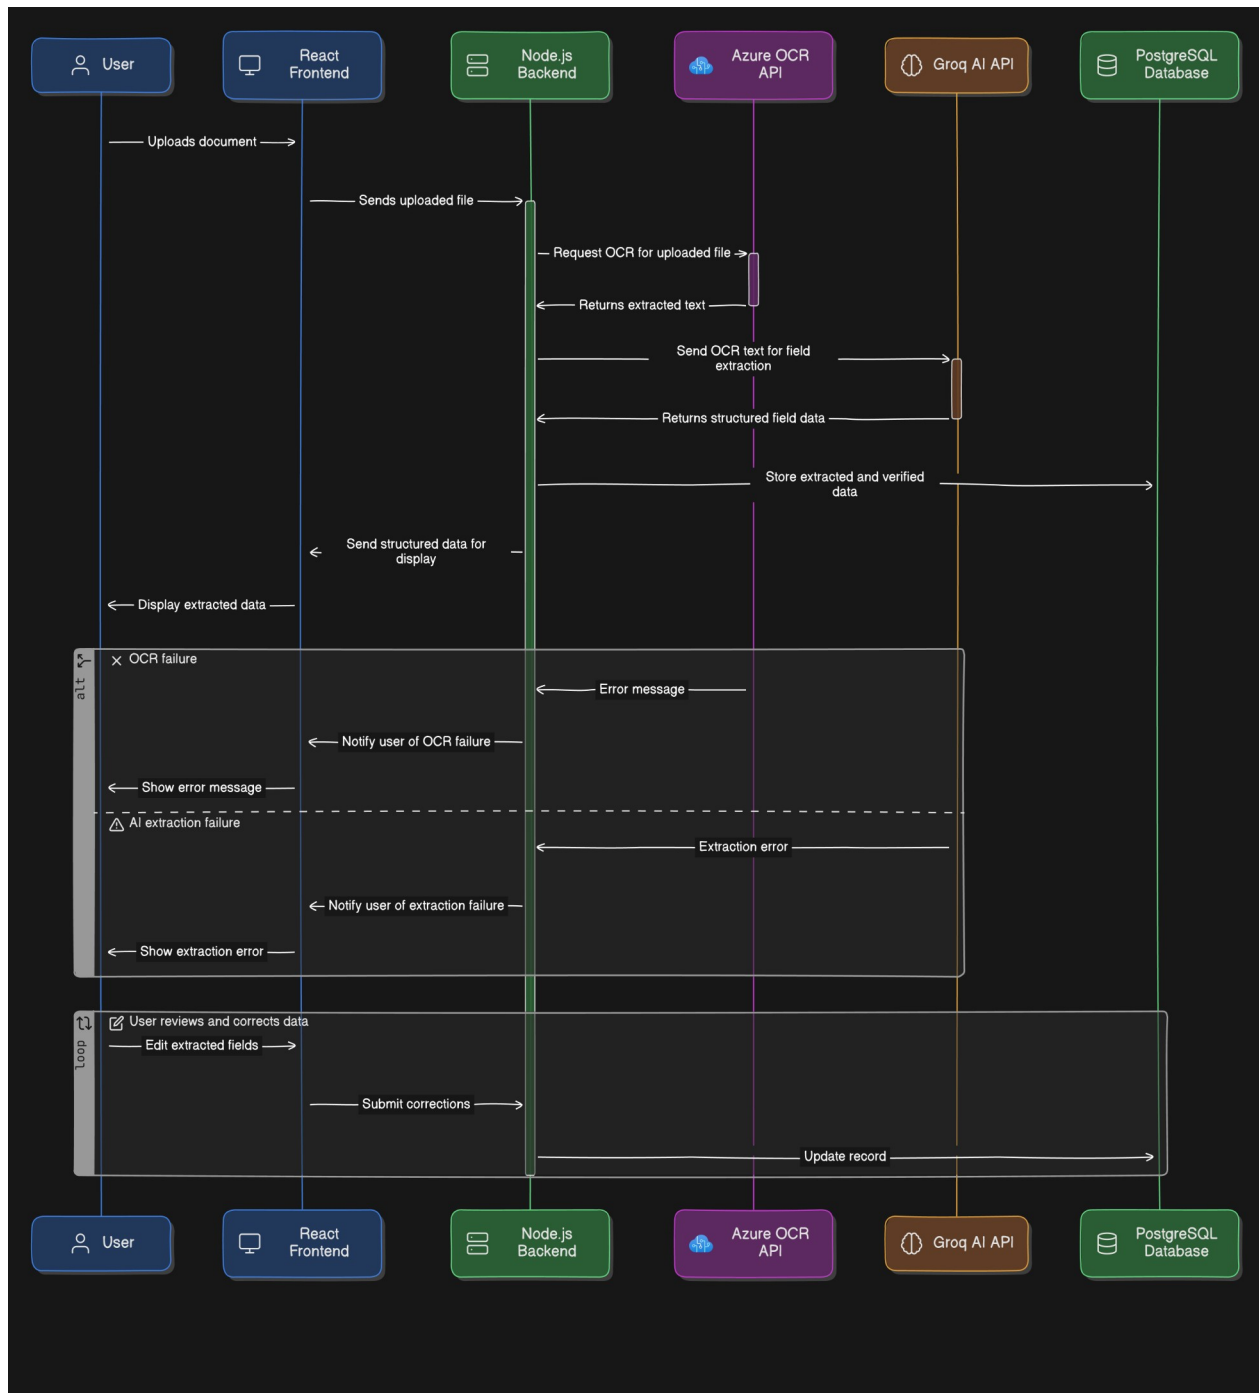 User
React
Frontend
Node.js
Backend
Azure OCR
API
Groq AI API
PostgreSQL
Database
Uploads document
Sends uploaded file
Request OCR for uploaded file
Returns extracted text
Send OCR text for field
extraction
Returns structured field data
Store extracted and verified
data
Send structured data for
display
Display extracted data
alt
OCR failure
Error message
Notify user of OCR failure
Show error message
AI extraction failure
Extraction error
Notify user of extraction failure
Show extraction error
loop
User reviews and corrects data
Edit extracted fields
Submit corrections
Update record
User
React
Frontend
Node.js
Backend
Azure OCR
API
Groq AI API
PostgreSQL
Database